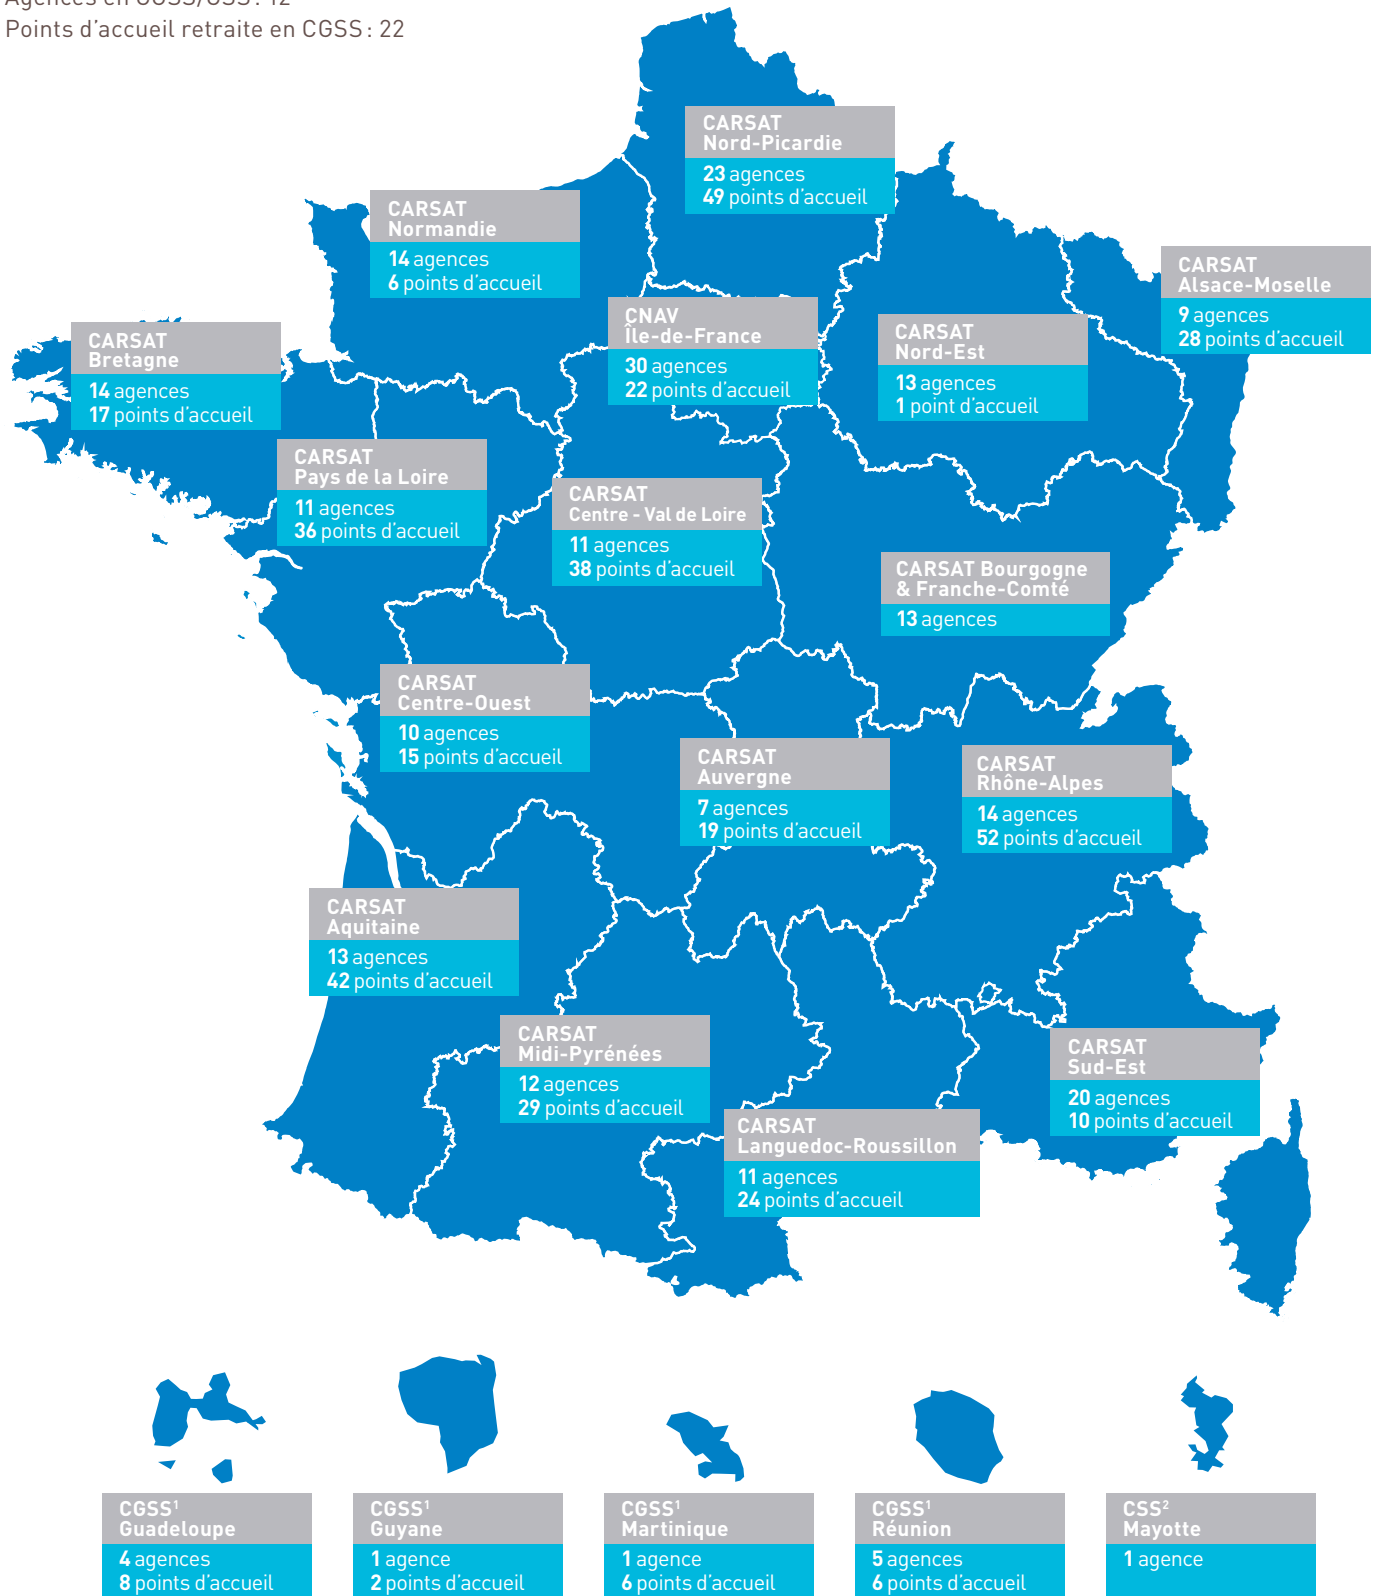 Agences en CGSS/CSS : 12
Points d’accueil retraite en CGSS : 22
CARSAT
Nord-Picardie
23 agences
49 points d’accueil
CARSAT
Normandie
14 agences
6 points d’accueil
CARSAT
Alsace-Moselle
9 agences
28 points d’accueil
CNAV
Île-de-France
30 agences
22 points d’accueil
CARSAT
Nord-Est
13 agences
1 point d’accueil
CARSAT
Bretagne
14 agences
17 points d’accueil
CARSAT
Pays de la Loire
11 agences
36 points d’accueil
CARSAT
Centre - Val de Loire
11 agences
38 points d’accueil
CARSAT Bourgogne
& Franche-Comté
13 agences
CARSAT
Centre-Ouest
10 agences
15 points d’accueil
CARSAT
Auvergne
7 agences
19 points d’accueil
CARSAT
Rhône-Alpes
14 agences
52 points d’accueil
CARSAT
Aquitaine
13 agences
42 points d’accueil
CARSAT
Midi-Pyrénées
12 agences
29 points d’accueil
CARSAT
Sud-Est
20 agences
10 points d’accueil
CARSAT
Languedoc-Roussillon
11 agences
24 points d’accueil
CGSS¹
Guadeloupe
4 agences
8 points d’accueil
CGSS¹
Guyane
1 agence
2 points d’accueil
CGSS¹
Martinique
1 agence
6 points d’accueil
CGSS¹
Réunion
5 agences
6 points d’accueil
CSS²
Mayotte
1 agence